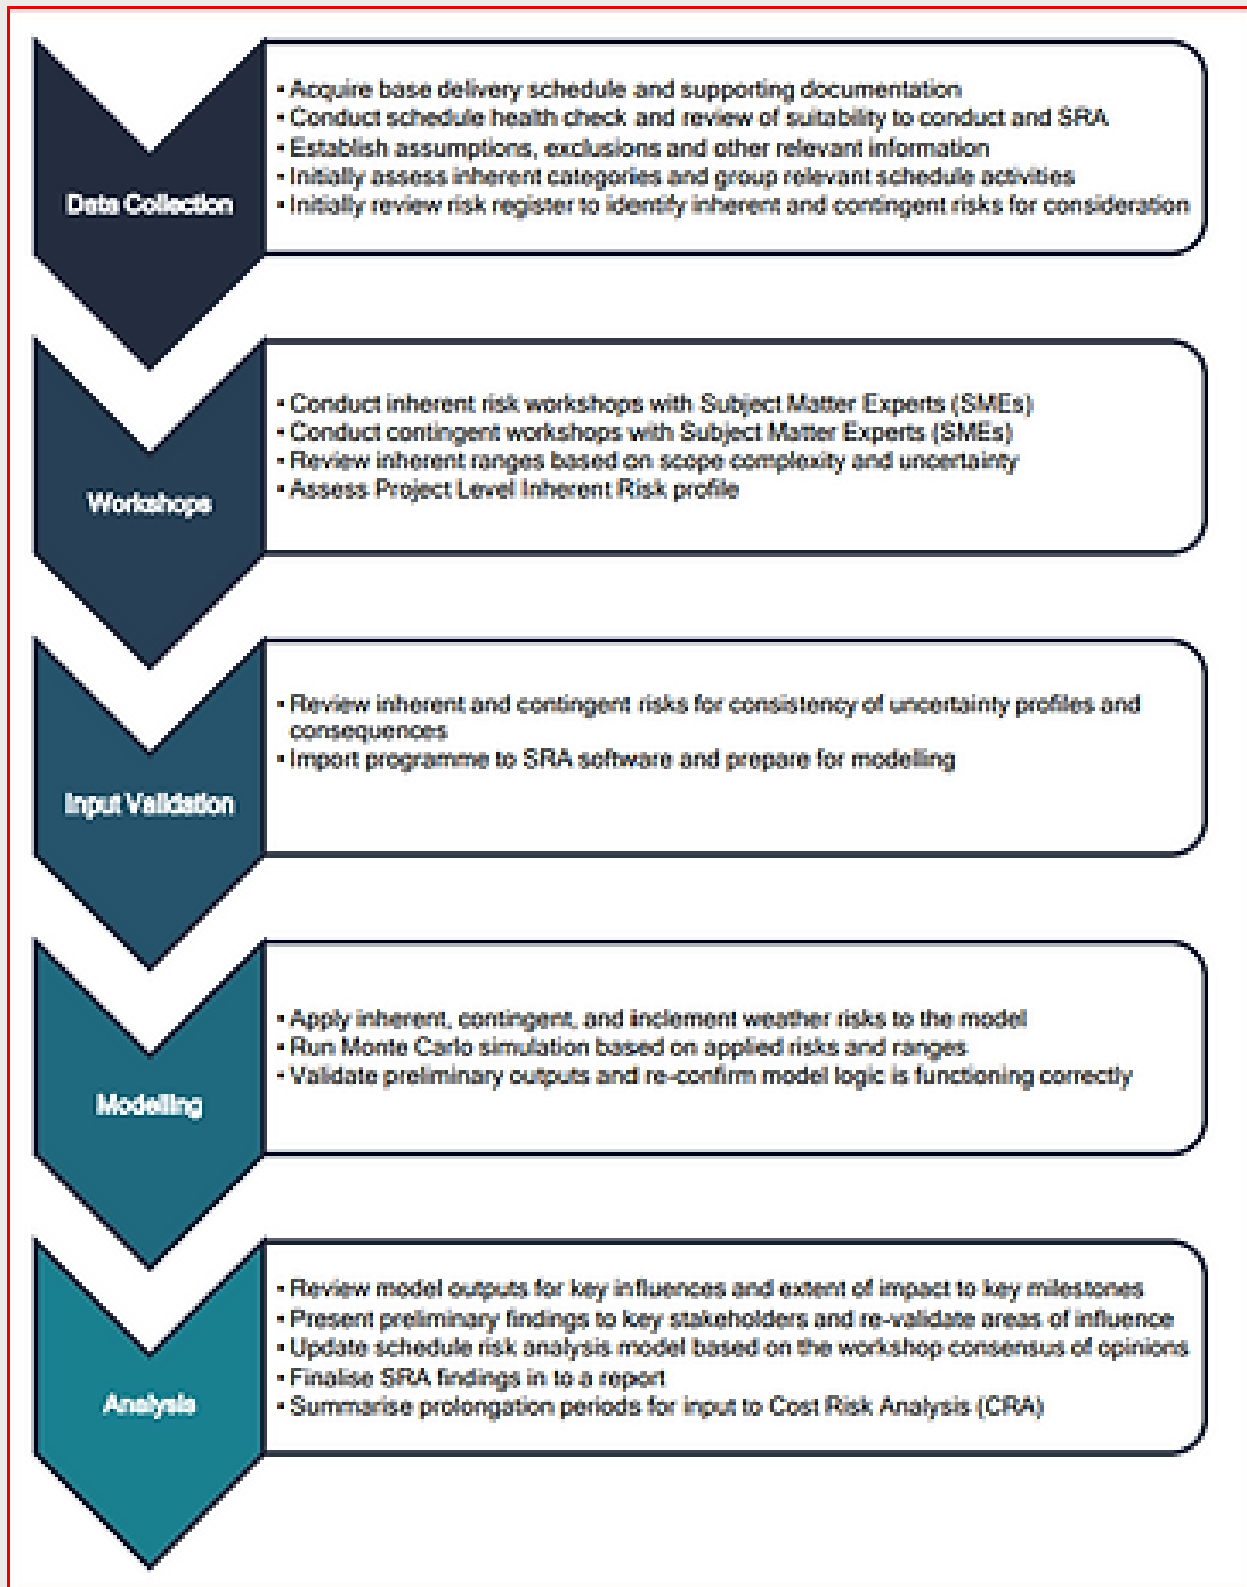 Data Collection
• Acquire base delivery schedule and supporting documentation
• Conduct schedule health check and review of suitability to conduct and SRA
• Establish assumptions, exclusions and other relevant information
• Initially assess inherent categories and group relevant schedule activities
• Initially review risk register to identify inherent and contingent risks for consideration
Workshops
• Conduct inherent risk workshops with Subject Matter Experts (SMEs)
• Conduct contingent workshops with Subject Matter Experts (SMEs)
• Review inherent ranges based on scope complexity and uncertainty
• Assess Project Level Inherent Risk profile
Input Validation
• Review inherent and contingent risks for consistency of uncertainty profiles and
consequences
• Import programme to SRA software and prepare for modelling
Modelling
• Apply inherent, contingent, and inclement weather risks to the model
• Run Monte Carlo simulation based on applied risks and ranges
• Validate preliminary outputs and re-confirm model logic is functioning correctly
Analysis
• Review model outputs for key influences and extent of impact to key milestones
• Present preliminary findings to key stakeholders and re-validate areas of influence
• Update schedule risk analysis model based on the workshop consensus of opinions
• Finalise SRA findings in to a report
• Summarise prolongation periods for input to Cost Risk Analysis (CRA)